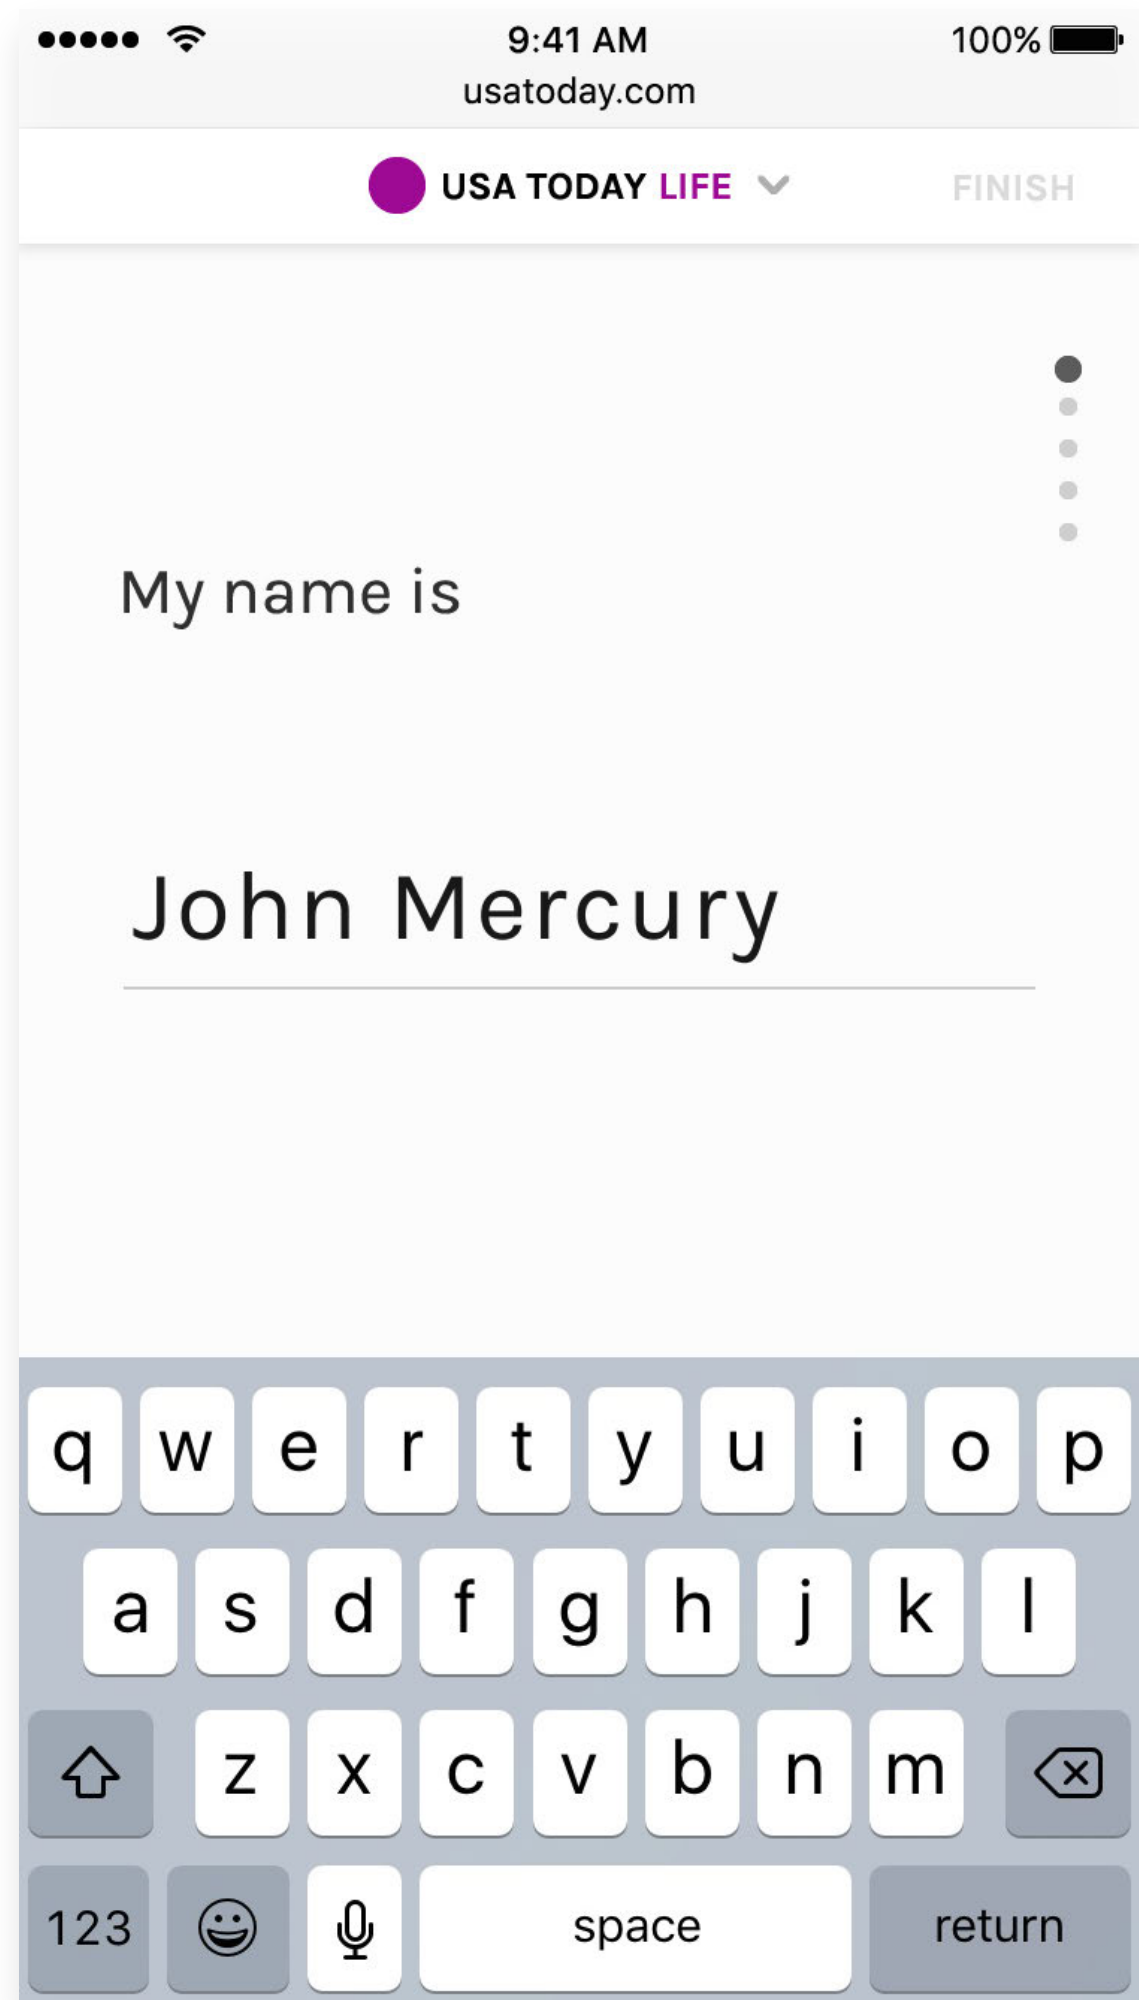 9:41 AM 100%
usatoday.com
USA TODAY LIFE FINISH
My name is
John Mercury
q w e r t y u i o p
a s d f g h j k l
z x c v b n m
123 space return